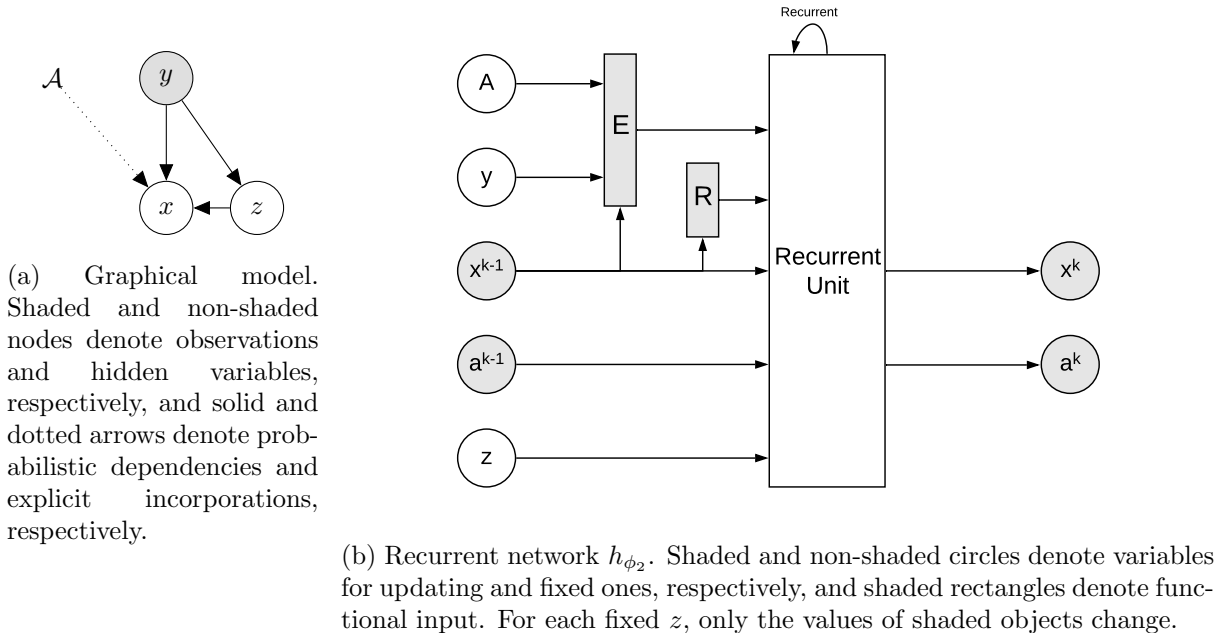 𝒜
y
x
z
(a) Graphical model.
Shaded and non-shaded
nodes denote observations
and hidden variables,
respectively, and solid and
dotted arrows denote prob-
abilistic dependencies and
explicit incorporations,
respectively.
Recurrent
A
E
y
R
x^{k-1}
Recurrent
Unit
x^k
a^{k-1}
a^k
z
(b) Recurrent network h_{ϕ_2}. Shaded and non-shaded circles denote variables
for updating and fixed ones, respectively, and shaded rectangles denote func-
tional input. For each fixed z, only the values of shaded objects change.